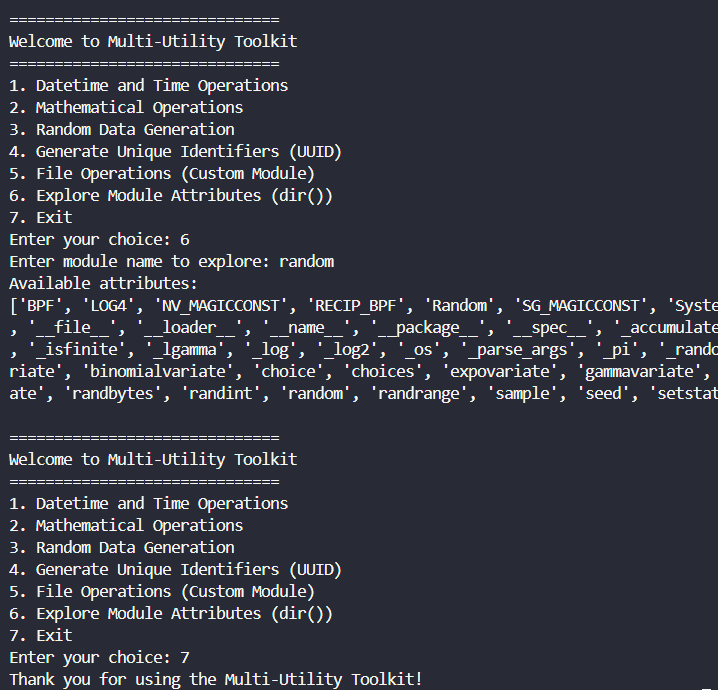 ==============================
Welcome to Multi-Utility Toolkit
==============================
1. Datetime and Time Operations
2. Mathematical Operations
3. Random Data Generation
4. Generate Unique Identifiers (UUID)
5. File Operations (Custom Module)
6. Explore Module Attributes (dir())
7. Exit
Enter your choice: 6
Enter module name to explore: random
Available attributes:
['BPF', 'LOG4', 'NV_MAGICCONST', 'RECIP_BPF', 'Random', 'SG_MAGICCONST', 'Syste
, '__file__', '__loader__', '__name__', '__package__', '__spec__', '_accumulate
, '_isfinite', '_lgamma', '_log', '_log2', '_os', '_parse_args', '_pi', '_rando
riate', 'binomialvariate', 'choice', 'choices', 'expovariate', 'gammavariate',
ate', 'randbytes', 'randint', 'random', 'randrange', 'sample', 'seed', 'setstat
==============================
Welcome to Multi-Utility Toolkit
==============================
1. Datetime and Time Operations
2. Mathematical Operations
3. Random Data Generation
4. Generate Unique Identifiers (UUID)
5. File Operations (Custom Module)
6. Explore Module Attributes (dir())
7. Exit
Enter your choice: 7
Thank you for using the Multi-Utility Toolkit!